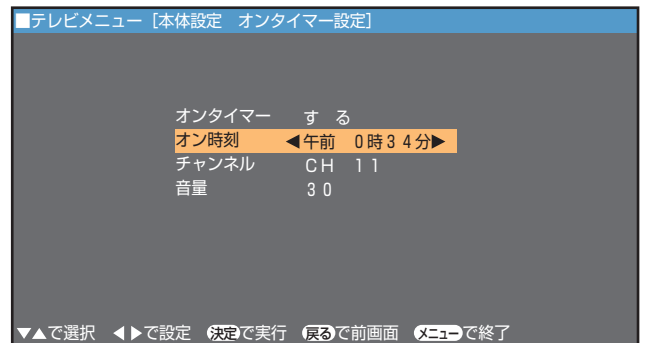 ■テレビメニュー [本体設定 オンタイマー設定]
オンタイマー する
オン時刻 ◀午前 0時34分▶
チャンネル CH 11
音量 30
▼▲で選択 ◀▶で設定 決定で実行 戻るで前画面 メニューで終了